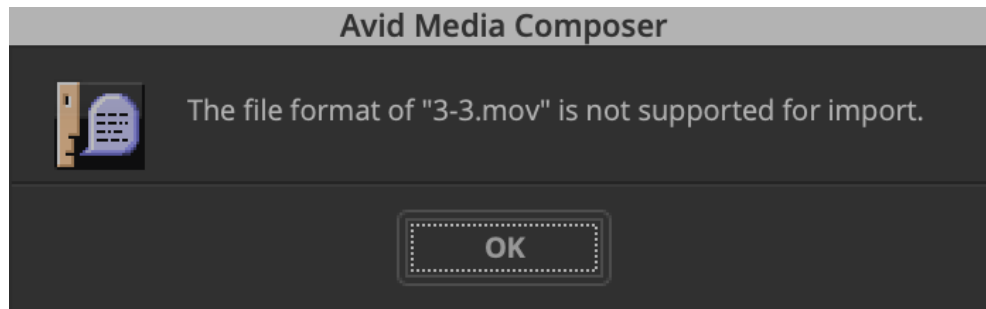 Avid Media Composer
The file format of "3-3.mov" is not supported for import.
OK